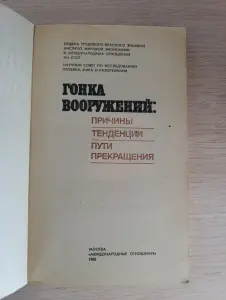 ОРДЕНА ТРУДОВОГО КРАСНОГО ЗНАМЕНИ
ИНСТИТУТ МИРОВОЙ ЭКОНОМИКИ
И МЕЖДУНАРОДНЫХ ОТНОШЕНИЙ
АН СССР
НАУЧНЫЙ СОВЕТ ПО ИССЛЕДОВАНИЮ
ПРОБЛЕМ МИРА И РАЗОРУЖЕНИЯ
ГОНКА
ВООРУЖЕНИЙ:
ПРИЧИНЫ
ТЕНДЕНЦИИ
ПУТИ
ПРЕКРАЩЕНИЯ
МОСКВА
«МЕЖДУНАРОДНЫЕ ОТНОШЕНИЯ»
1986